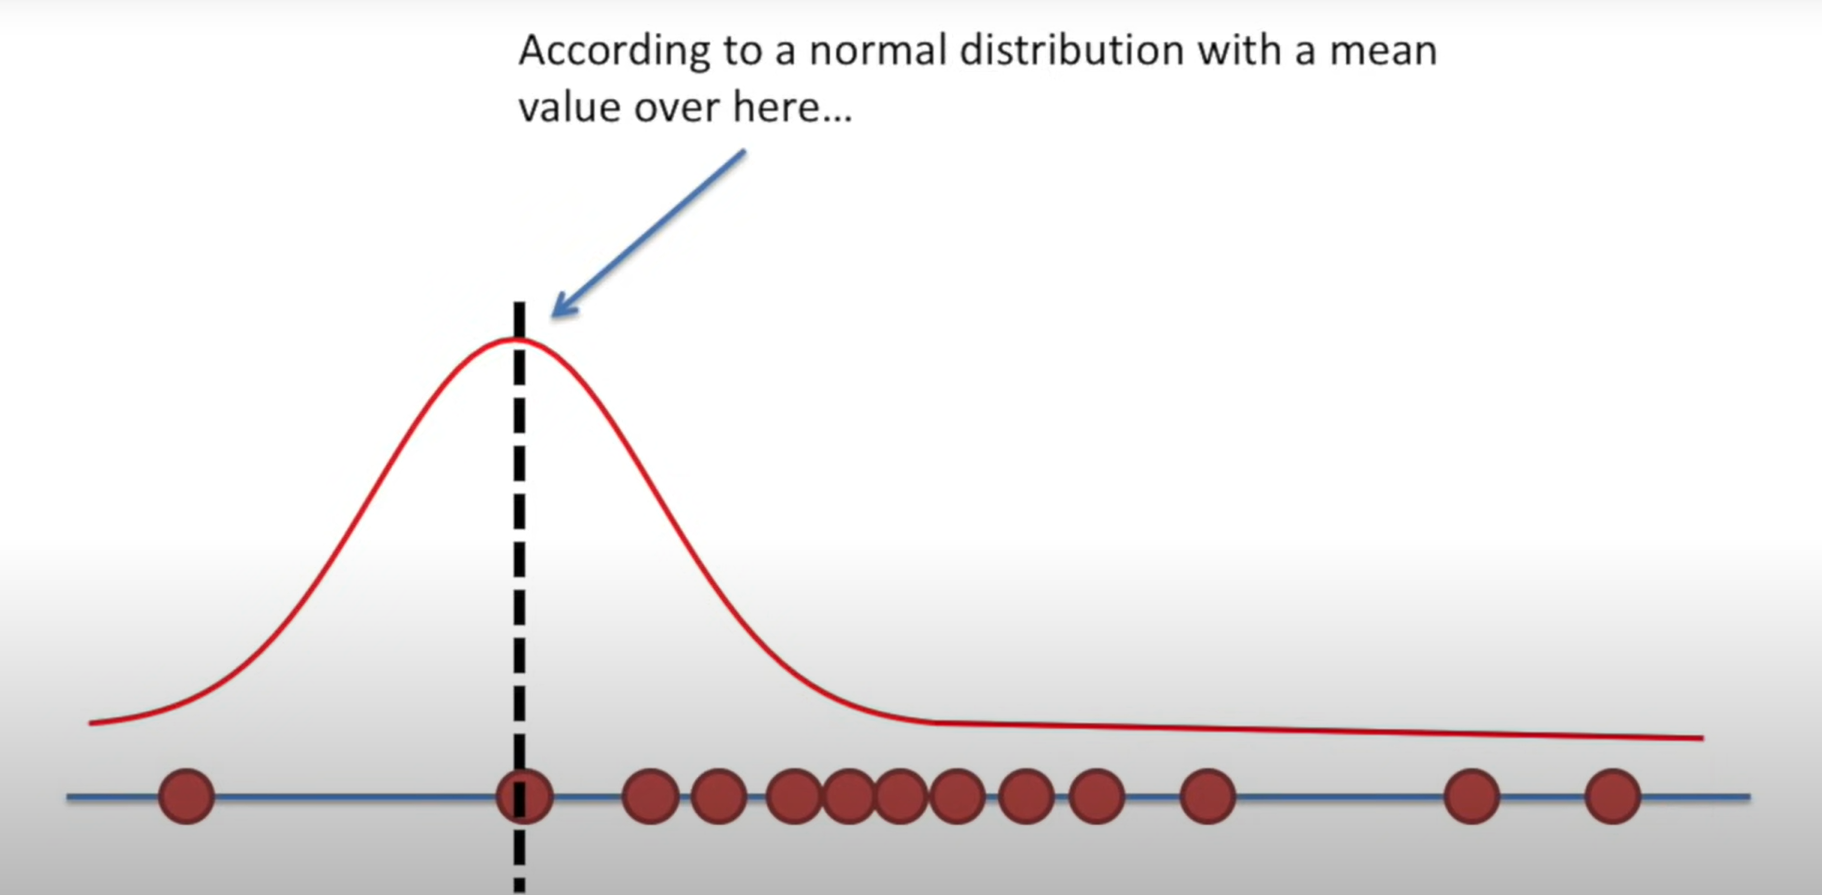 According to a normal distribution with a mean
value over here...